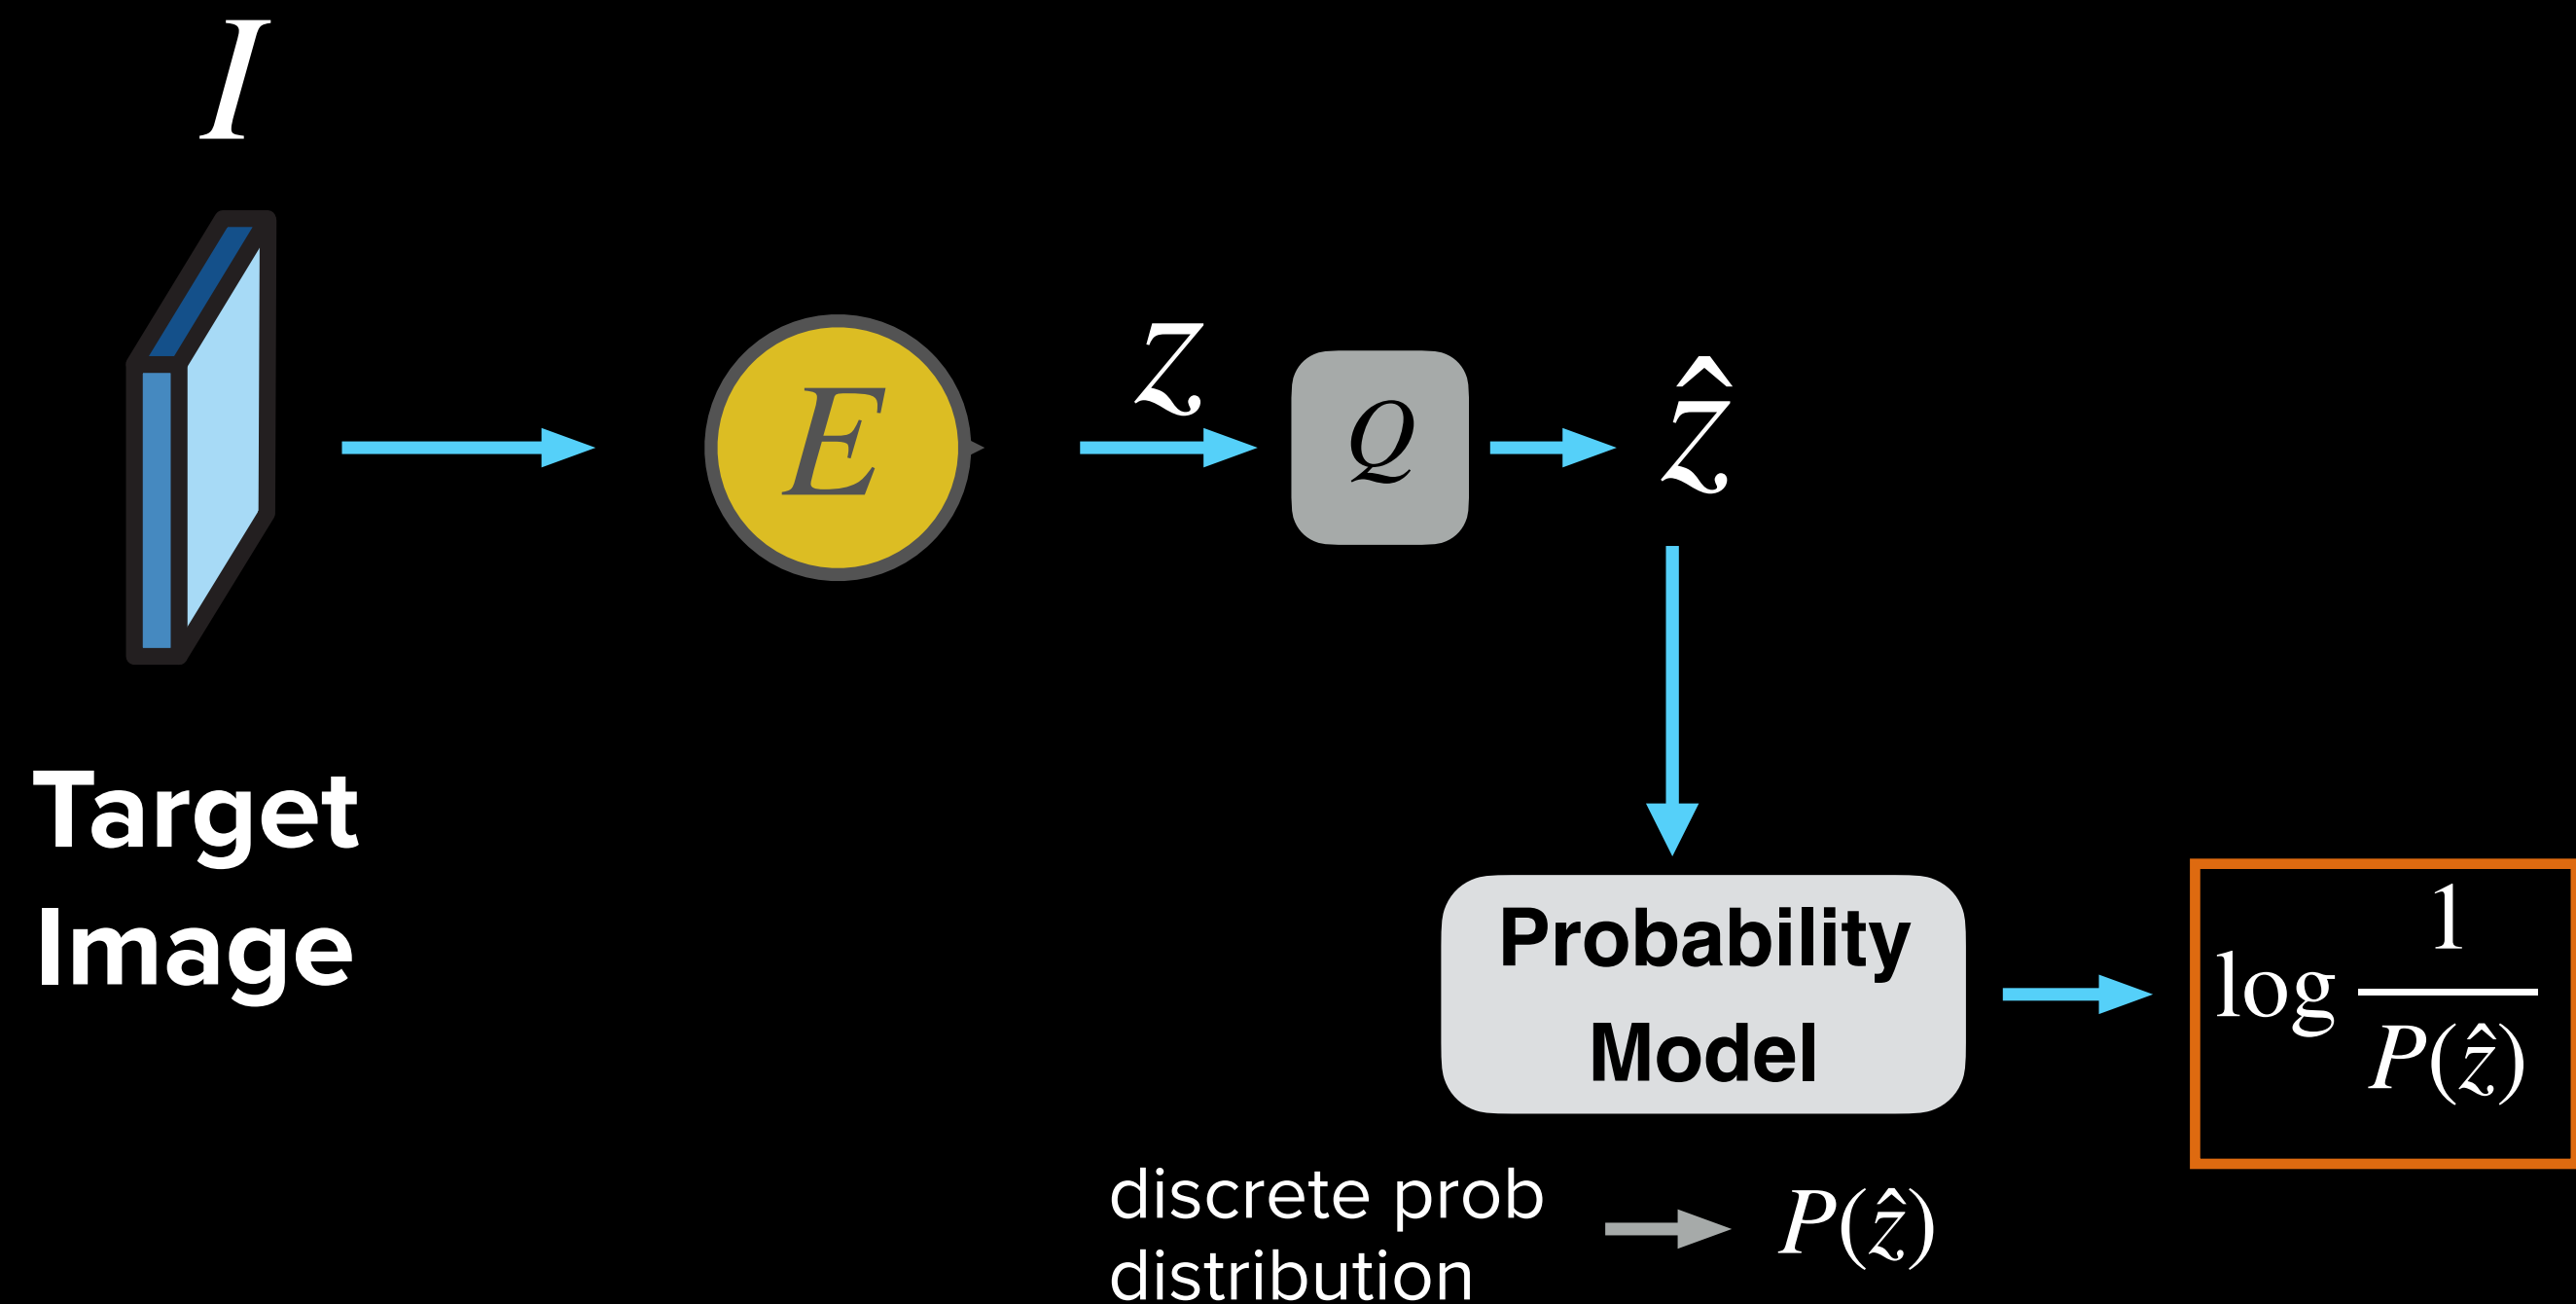 I
Target
Image
E
z
Q
ẑ
Probability
Model
log 1/P(ẑ)
discrete prob
distribution
P(ẑ)